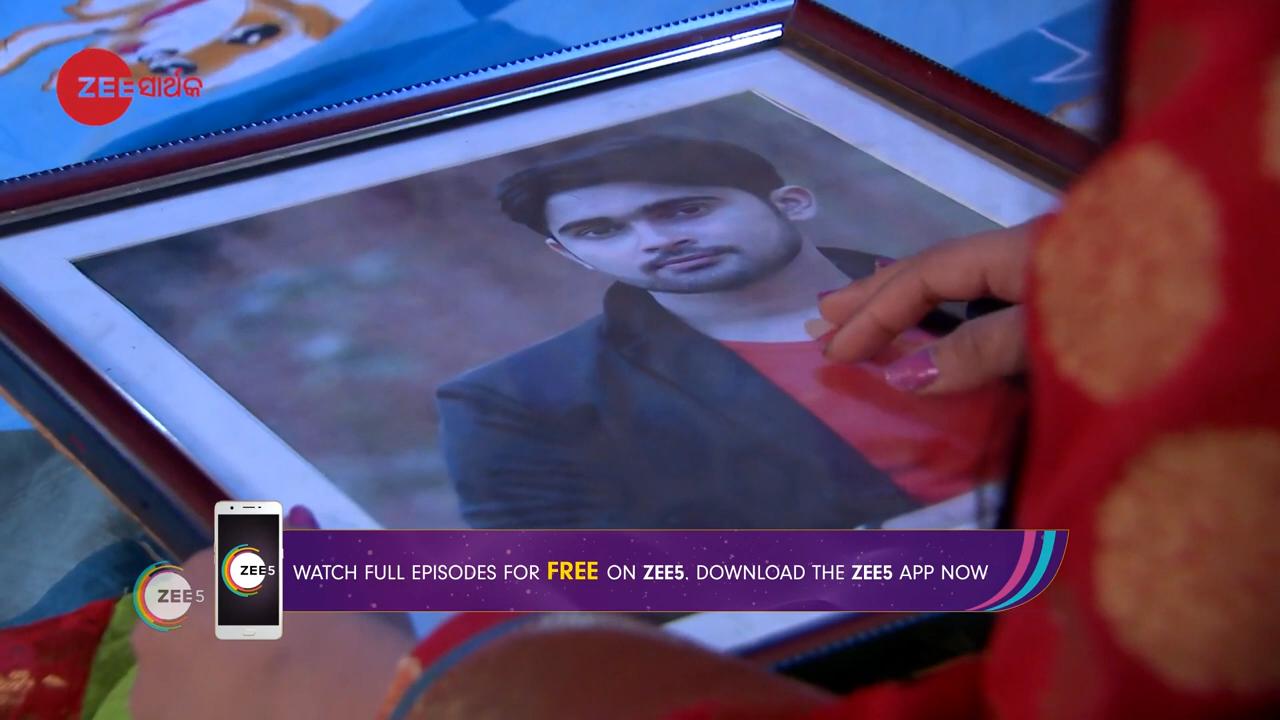 ZEE ସାର୍ଥକ
ZEE5
WATCH FULL EPISODES FOR FREE ON ZEE5. DOWNLOAD THE ZEE5 APP NOW
ZEE5